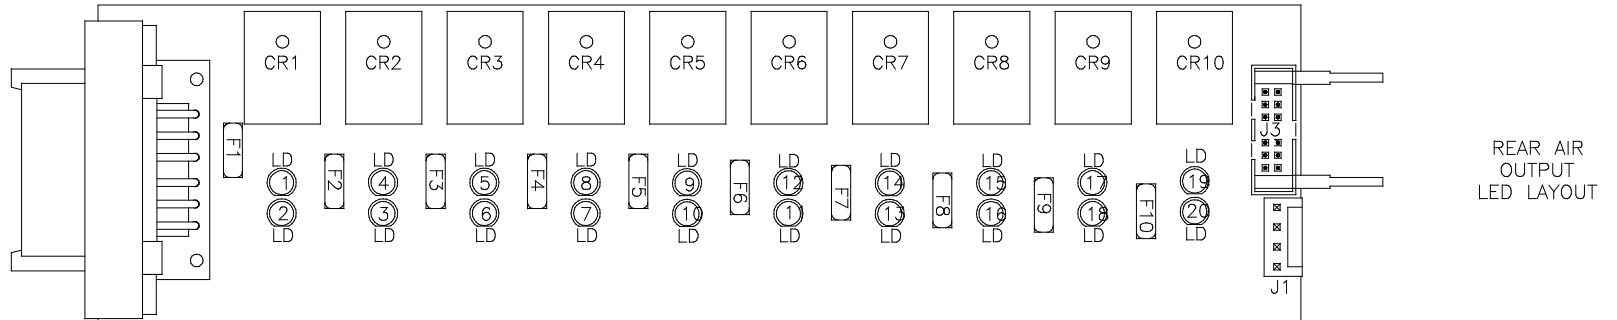 CR1 CR2 CR3 CR4 CR5 CR6 CR7 CR8 CR9 CR10
J3
F1 F2 F3 F4 F5 F6 F7 F8 F9 F10
LD LD LD LD LD LD LD LD LD LD
1 4 5 8 9 12 14 15 17 19
2 3 6 7 10 11 13 16 18 20
LD LD LD LD LD LD LD LD LD LD
J1
REAR AIR
OUTPUT
LED LAYOUT